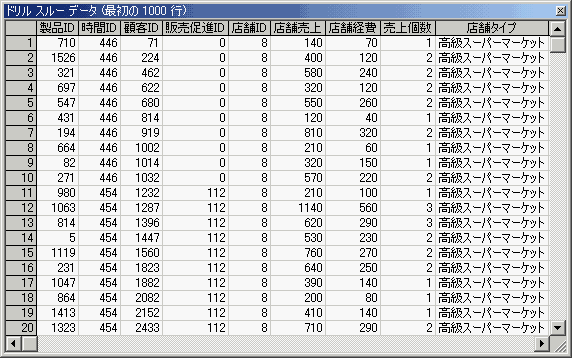 ドリル スルー データ (最初の 1000 行)
製品ID 時間ID 顧客ID 販売促進ID 店舗ID 店舗売上 店舗経費 売上個数 店舗タイプ
1 710 446 71 0 8 140 70 1 高級スーパーマーケット
2 1526 446 224 0 8 400 120 2 高級スーパーマーケット
3 321 446 462 0 8 580 240 2 高級スーパーマーケット
4 697 446 622 0 8 320 120 2 高級スーパーマーケット
5 547 446 680 0 8 550 260 2 高級スーパーマーケット
6 431 446 814 0 8 120 40 1 高級スーパーマーケット
7 194 446 919 0 8 810 320 2 高級スーパーマーケット
8 664 446 1002 0 8 210 60 1 高級スーパーマーケット
9 82 446 1014 0 8 320 150 1 高級スーパーマーケット
10 271 446 1032 0 8 570 220 2 高級スーパーマーケット
11 980 454 1232 112 8 210 100 1 高級スーパーマーケット
12 1063 454 1287 112 8 1140 560 3 高級スーパーマーケット
13 814 454 1396 112 8 620 290 3 高級スーパーマーケット
14 5 454 1447 112 8 530 230 2 高級スーパーマーケット
15 1119 454 1560 112 8 760 270 2 高級スーパーマーケット
16 231 454 1823 112 8 640 250 2 高級スーパーマーケット
17 1047 454 1882 112 8 390 140 1 高級スーパーマーケット
18 864 454 2082 112 8 200 80 1 高級スーパーマーケット
19 1413 454 2152 112 8 410 140 1 高級スーパーマーケット
20 1323 454 2433 112 8 710 290 2 高級スーパーマーケット